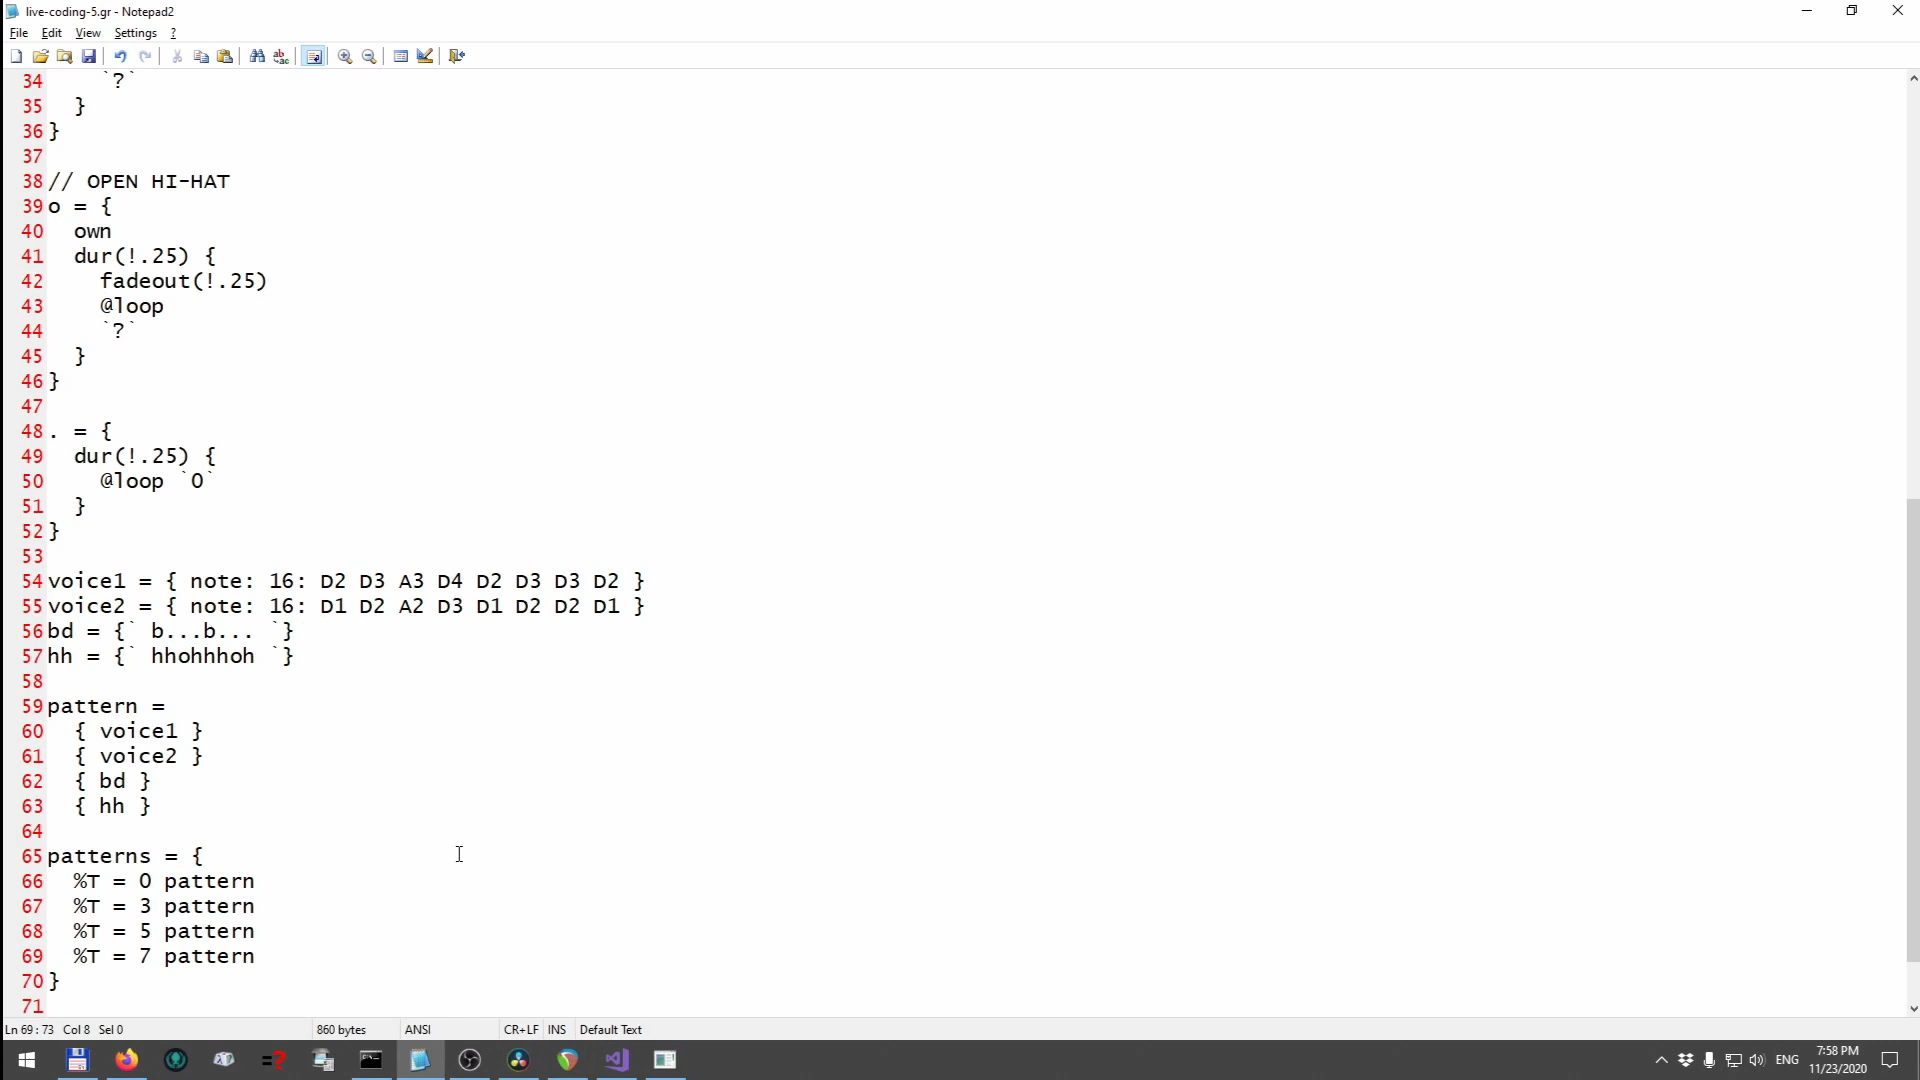 live-coding-5.gr - Notepad2
File Edit View Settings ?
34 `?`
35 }
36 }
37
38 // OPEN HI-HAT
39 o = {
40 own
41 dur(!.25) {
42 fadeout(!.25)
43 @loop
44 `?`
45 }
46 }
47
48 . = {
49 dur(!.25) {
50 @loop `0`
51 }
52 }
53
54 voice1 = { note: 16: D2 D3 A3 D4 D2 D3 D3 D2 }
55 voice2 = { note: 16: D1 D2 A2 D3 D1 D2 D2 D1 }
56 bd = {` b...b... `}
57 hh = {` hhohhhoh `}
58
59 pattern =
60 { voice1 }
61 { voice2 }
62 { bd }
63 { hh }
64
65 patterns = {
66 %T = 0 pattern
67 %T = 3 pattern
68 %T = 5 pattern
69 %T = 7 pattern
70 }
71
Ln 69 : 73 Col 8 Sel 0 860 bytes ANSI CR+LF INS Default Text
=? ENG 7:58 PM
11/23/2020